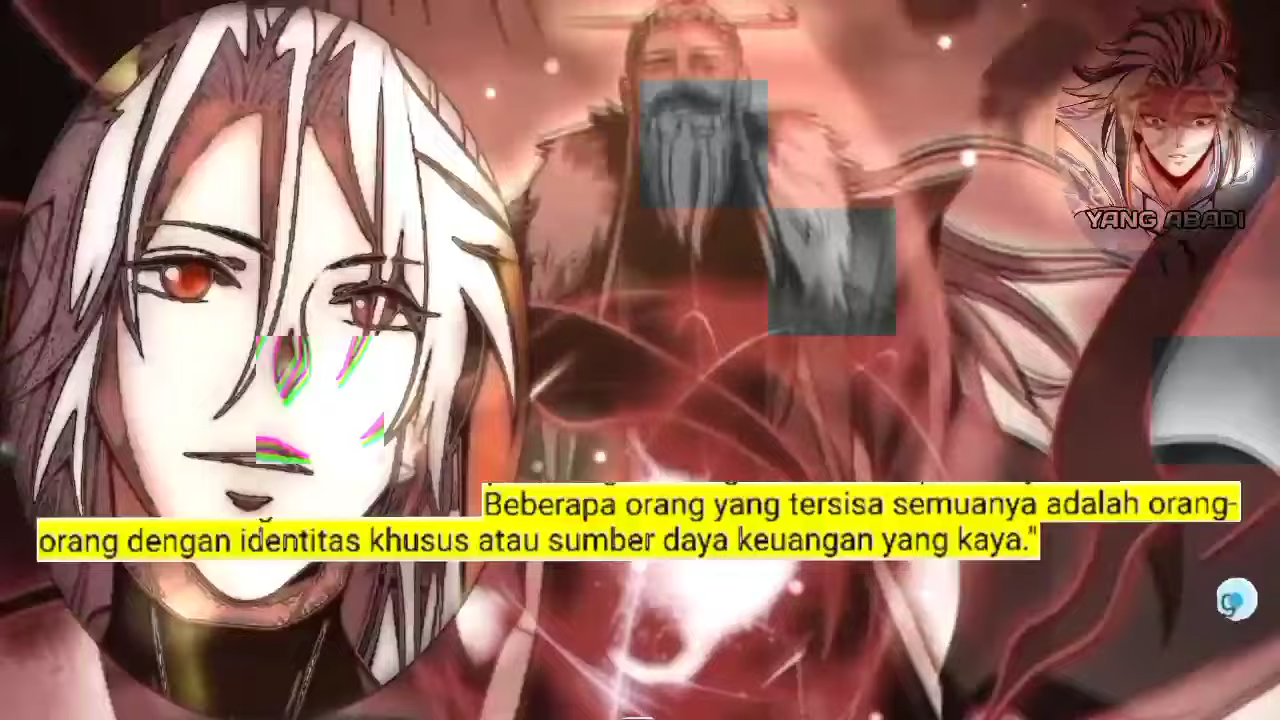 YANG ABADI
Beberapa orang yang tersisa semuanya adalah orang-
orang dengan identitas khusus atau sumber daya keuangan yang kaya."